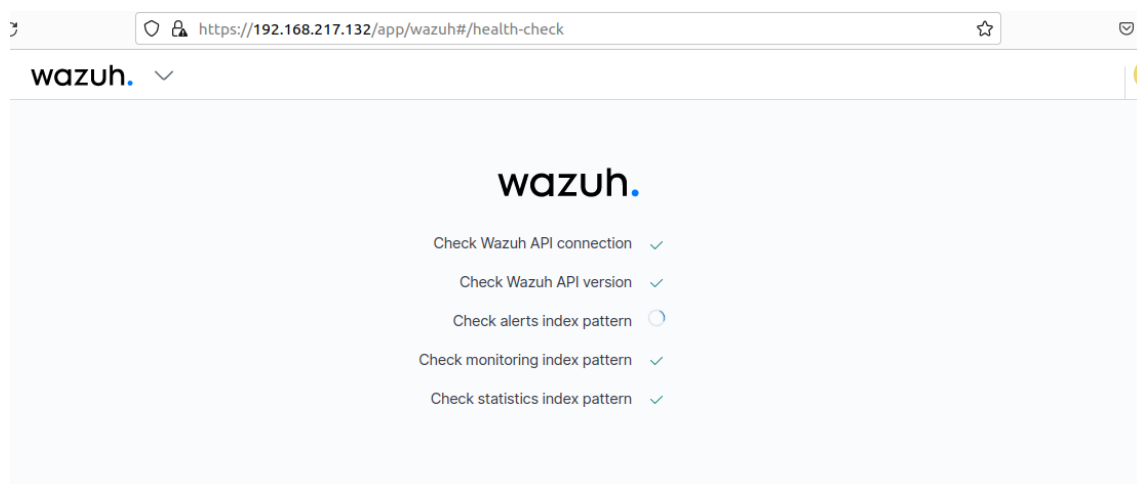 https://192.168.217.132/app/wazuh#/health-check
wazuh.
wazuh.
Check Wazuh API connection
Check Wazuh API version
Check alerts index pattern
Check monitoring index pattern
Check statistics index pattern